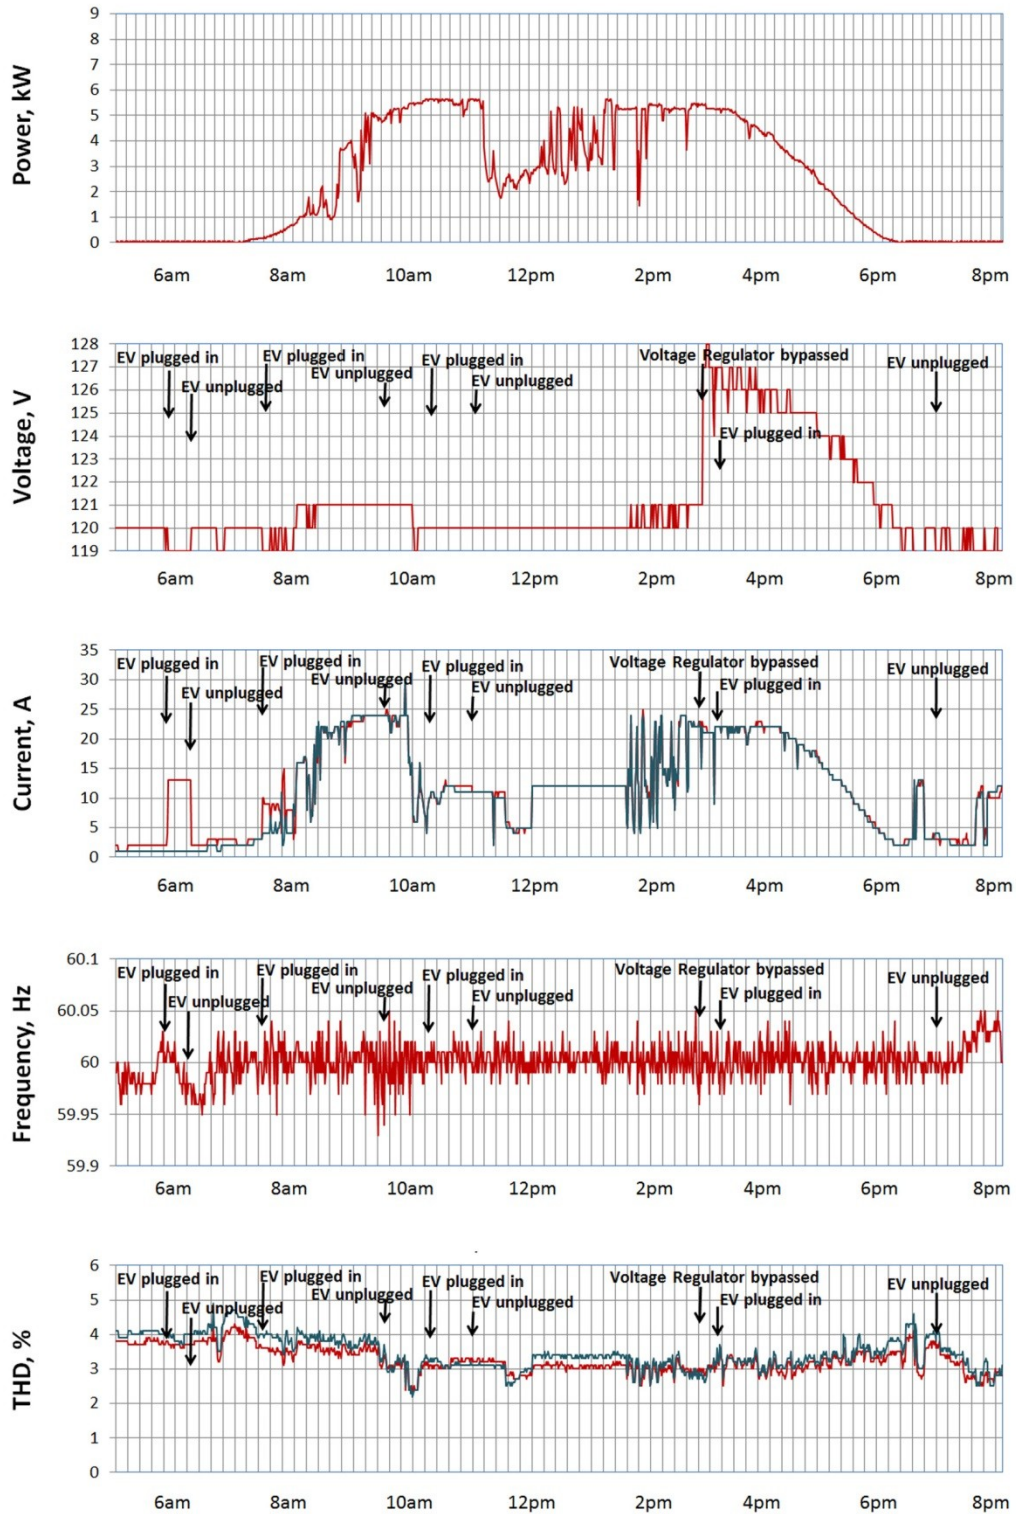 Power, kW
9
8
7
6
5
4
3
2
1
0
6am 8am 10am 12pm 2pm 4pm 6pm 8pm
Voltage, V
128
127
126
125
124
123
122
121
120
119
EV plugged in
EV unplugged
EV plugged in
EV unplugged
EV plugged in
EV unplugged
Voltage Regulator bypassed
EV plugged in
EV unplugged
6am 8am 10am 12pm 2pm 4pm 6pm 8pm
Current, A
35
30
25
20
15
10
5
0
EV plugged in
EV unplugged
EV plugged in
EV unplugged
EV plugged in
EV unplugged
Voltage Regulator bypassed
EV plugged in
EV unplugged
6am 8am 10am 12pm 2pm 4pm 6pm 8pm
Frequency, Hz
60.1
60.05
60
59.95
59.9
EV plugged in
EV unplugged
EV plugged in
EV unplugged
EV plugged in
EV unplugged
Voltage Regulator bypassed
EV plugged in
EV unplugged
6am 8am 10am 12pm 2pm 4pm 6pm 8pm
THD, %
6
5
4
3
2
1
0
EV plugged in
EV unplugged
EV plugged in
EV unplugged
EV plugged in
EV unplugged
Voltage Regulator bypassed
EV plugged in
EV unplugged
6am 8am 10am 12pm 2pm 4pm 6pm 8pm